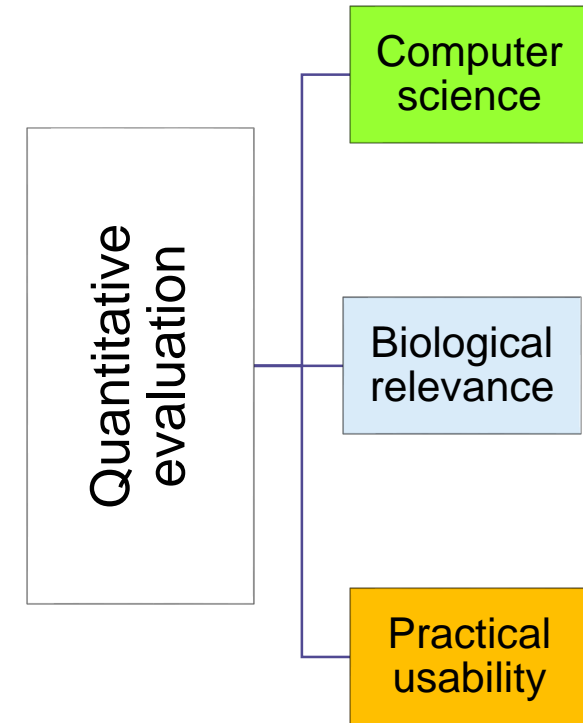 Quantitative
evaluation
Computer
science
Biological
relevance
Practical
usability